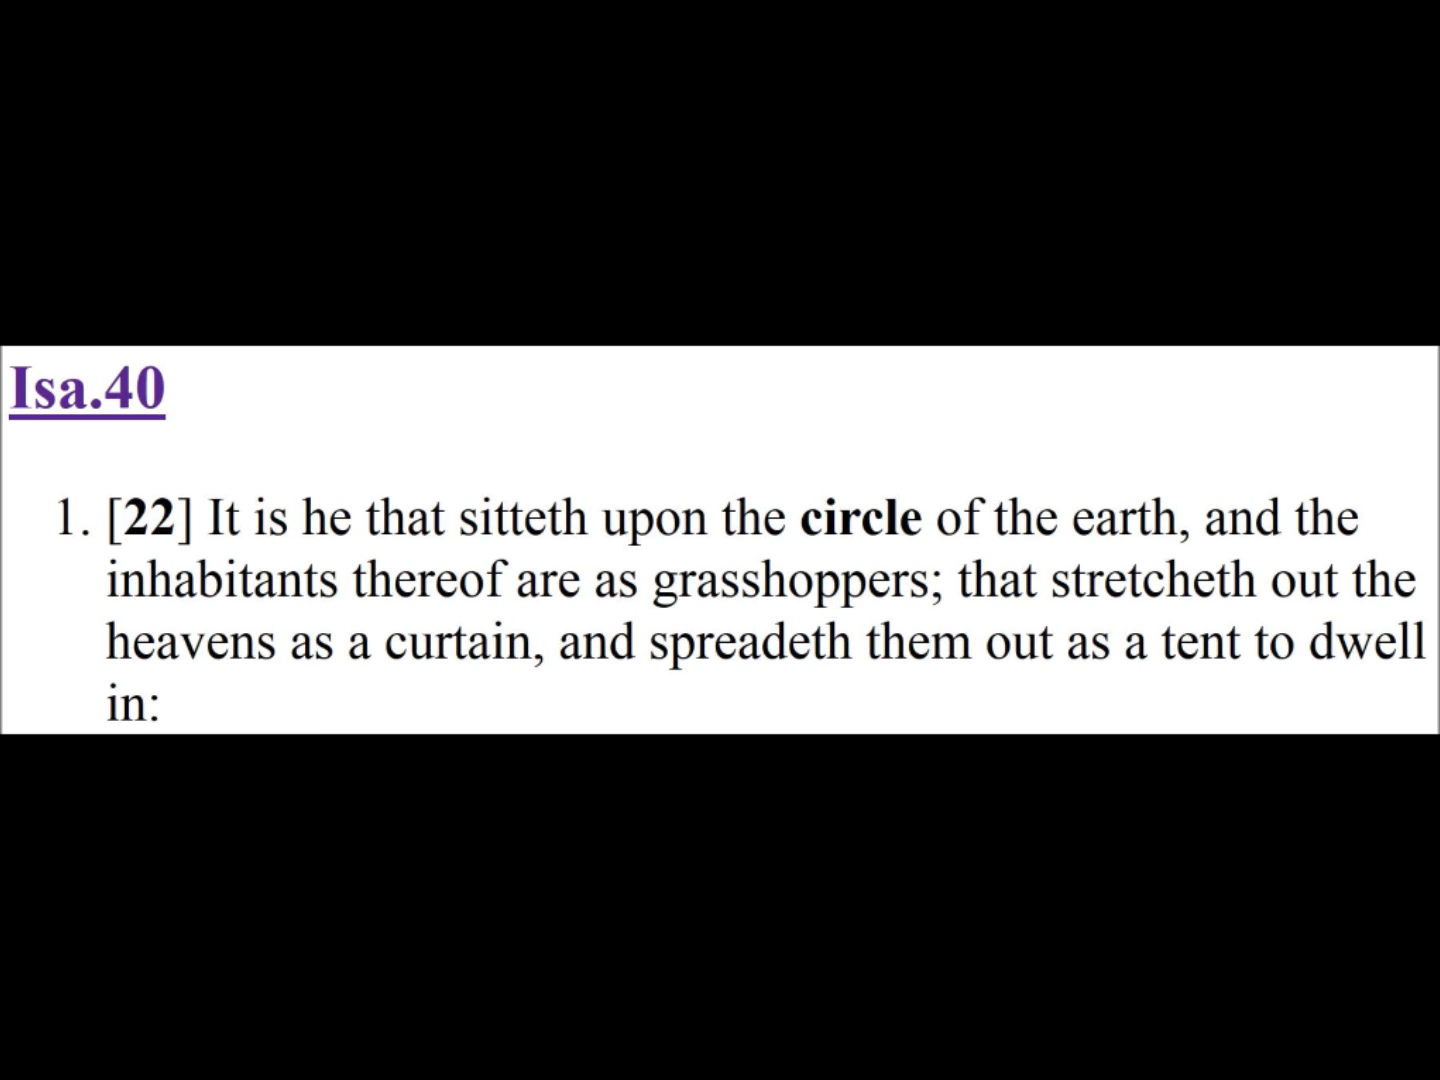 Isa.40
1. [22] It is he that sitteth upon the circle of the earth, and the
inhabitants thereof are as grasshoppers; that stretcheth out the
heavens as a curtain, and spreadeth them out as a tent to dwell
in: